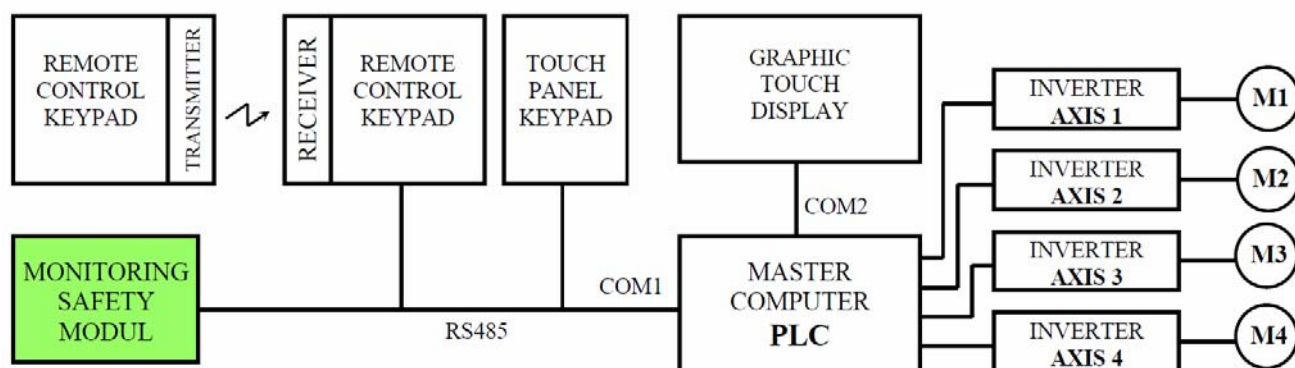 REMOTE
CONTROL
KEYPAD
TRANSMITTER
RECEIVER
REMOTE
CONTROL
KEYPAD
TOUCH
PANEL
KEYPAD
GRAPHIC
TOUCH
DISPLAY
INVERTER
AXIS 1
M1
INVERTER
AXIS 2
M2
COM2
MONITORING
SAFETY
MODUL
RS485
COM1
MASTER
COMPUTER
PLC
INVERTER
AXIS 3
M3
INVERTER
AXIS 4
M4